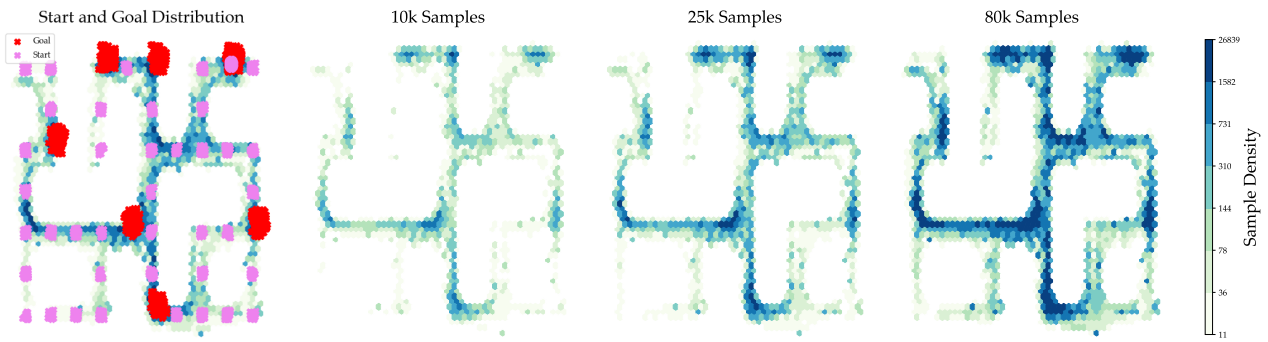 Start and Goal Distribution
Goal
Start
10k Samples
25k Samples
80k Samples
26839
1582
731
310
144
78
36
11
Sample Density